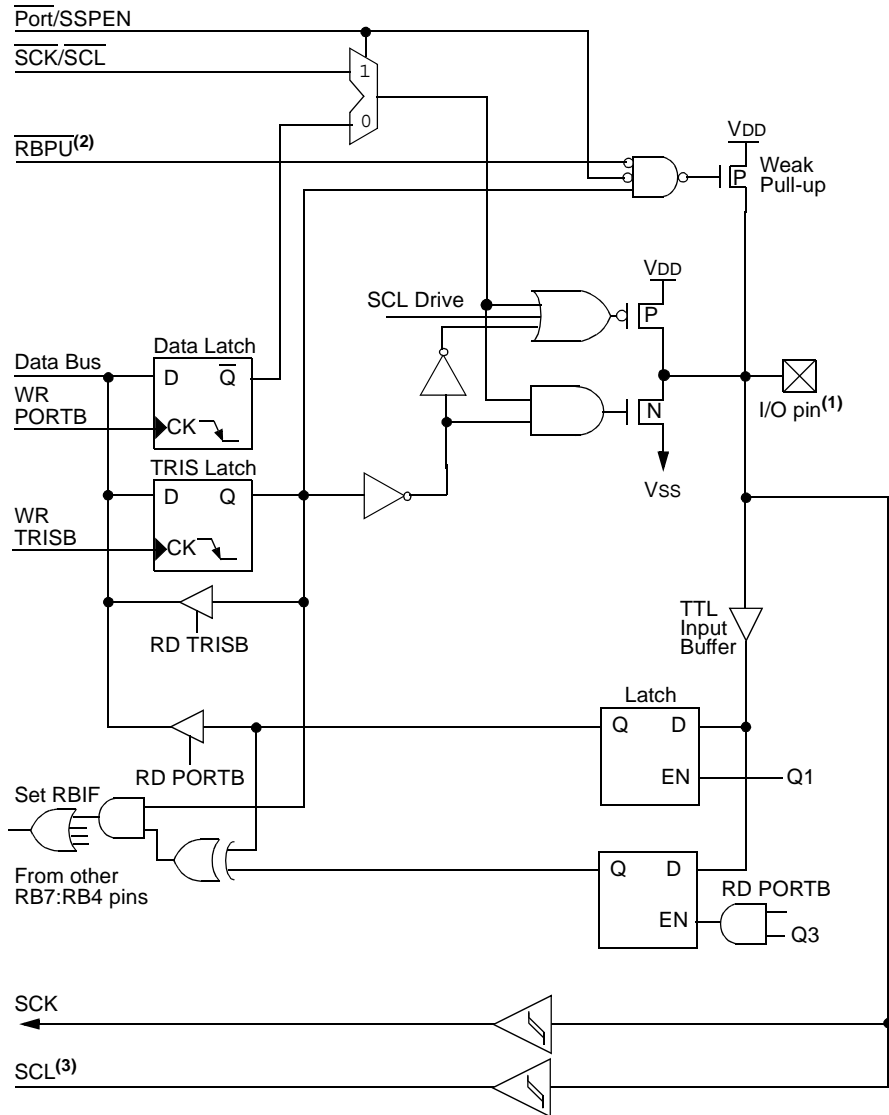 Port/SSPEN
SCK/SCL
1
0
RBPU(2)
VDD
P
Weak
Pull-up
VDD
SCL Drive
P
Data Bus
Data Latch
D
Q
WR
PORTB
CK
N
I/O pin(1)
VSS
TRIS Latch
D
Q
WR
TRISB
CK
RD TRISB
TTL
Input
Buffer
Latch
Q
D
EN
Q1
RD PORTB
Set RBIF
From other
RB7:RB4 pins
Q
D
EN
RD PORTB
Q3
SCK
SCL(3)